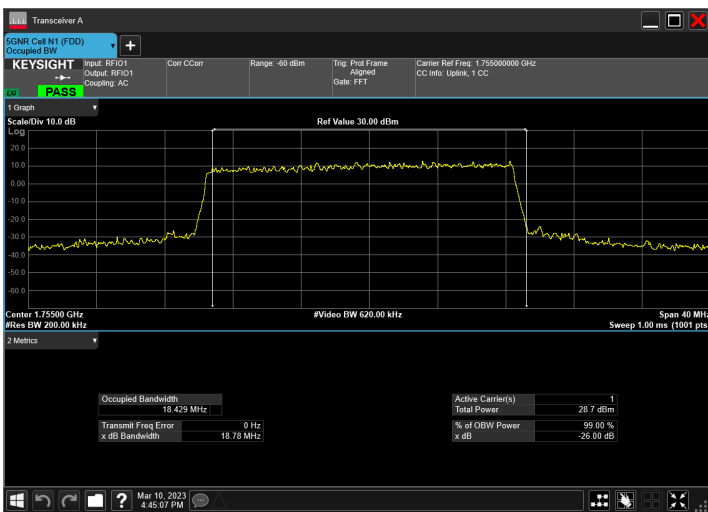 Transceiver A
5GNR Cell N1 (FDD)
Occupied BW
+
KEYSIGHT
LXI
PASS
Input: RFIO1
Output: RFIO1
Coupling: AC
Corr CCorr
Range: -60 dBm
Trig: Prot Frame
Aligned
Gate: FFT
Carrier Ref Freq: 1.755000000 GHz
CC Info: Uplink, 1 CC
1 Graph
Scale/Div 10.0 dB
Ref Value 30.00 dBm
Log
20.0
10.0
0.00
-10.0
-20.0
-30.0
-40.0
-50.0
-60.0
Center 1.75500 GHz
#Video BW 620.00 kHz
Span 40 MHz
#Res BW 200.00 kHz
Sweep 1.00 ms (1001 pts
2 Metrics
Occupied Bandwidth
18.429 MHz
Transmit Freq Error 0 Hz
x dB Bandwidth 18.78 MHz
Active Carrier(s) 1
Total Power 28.7 dBm
% of OBW Power 99.00 %
x dB -26.00 dB
?
Mar 10, 2023
4:45:07 PM